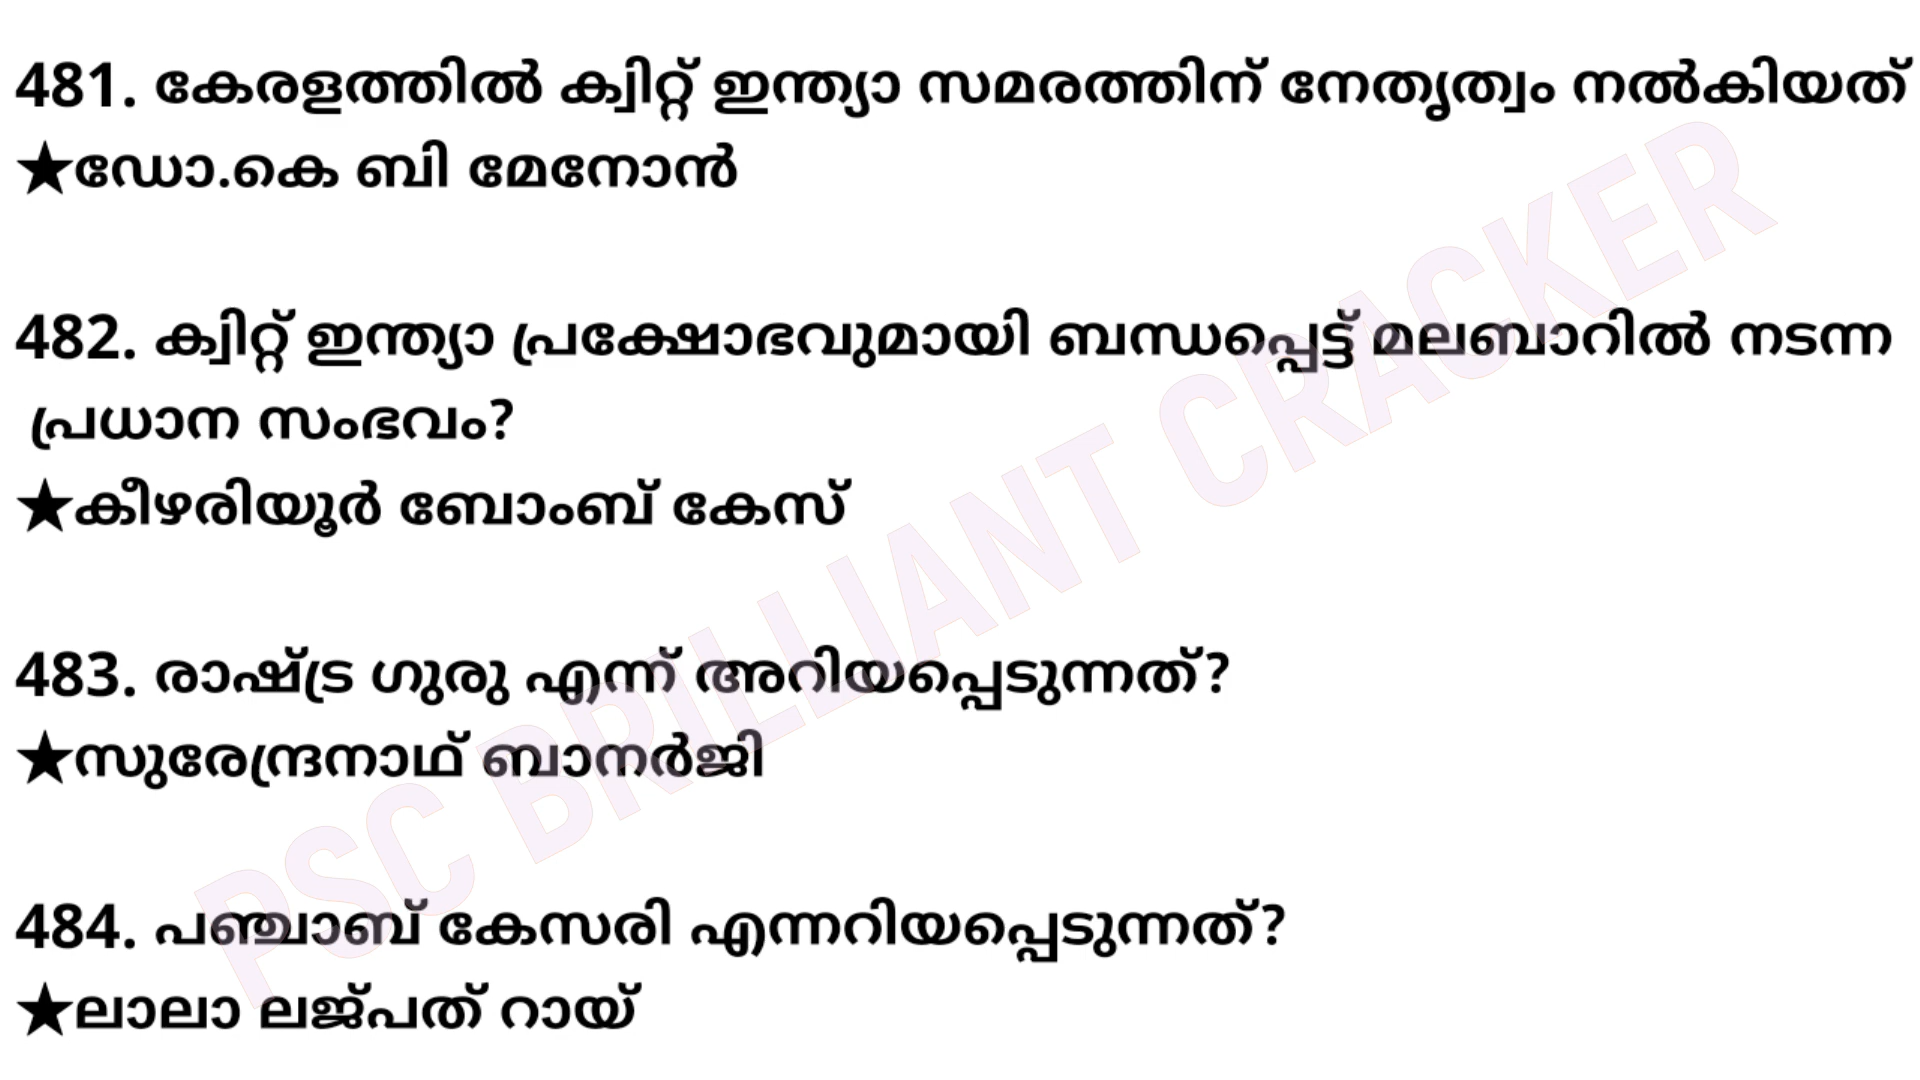 481. കേരളത്തിൽ ക്വിറ്റ് ഇന്ത്യാ സമരത്തിന് നേതൃത്വം നൽകിയത്
★ഡോ.കെ ബി മേനോൻ
482. ക്വിറ്റ് ഇന്ത്യാ പ്രക്ഷോഭവുമായി ബന്ധപ്പെട്ട് മലബാറിൽ നടന്ന
പ്രധാന സംഭവം?
★കീഴരിയൂർ ബോംബ് കേസ്
483. രാഷ്ട്ര ഗുരു എന്ന് അറിയപ്പെടുന്നത്?
★സുരേന്ദ്രനാഥ് ബാനർജി
484. പഞ്ചാബ് കേസരി എന്നറിയപ്പെടുന്നത്?
★ലാലാ ലജ്പത് റായ്
PSC BRILLIANT CRACKER